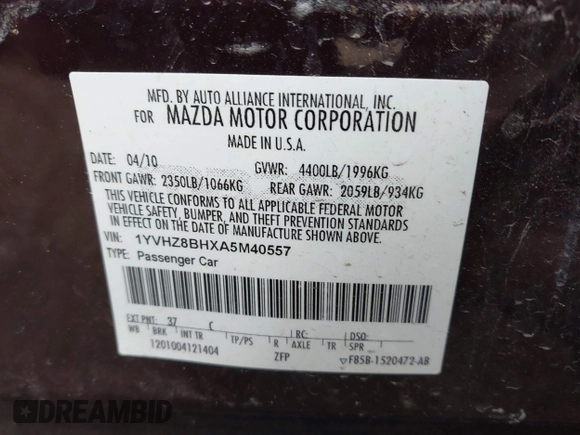 MFD. BY AUTO ALLIANCE INTERNATIONAL, INC.
FOR MAZDA MOTOR CORPORATION
MADE IN U.S.A.
DATE: 04/10 GVWR: 4400LB/1996KG
FRONT GAWR: 2350LB/1066KG REAR GAWR: 2059LB/934KG
THIS VEHICLE CONFORMS TO ALL APPLICABLE FEDERAL MOTOR
VEHICLE SAFETY, BUMPER, AND THEFT PREVENTION STANDARDS
IN EFFECT ON THE DATE OF MANUFACTURE SHOWN ABOVE.
VIN: 1YVHZ8BHXA5M40557
TYPE: Passenger Car
EXT PNT: 37 C RC: DSO:
WB BRK INT TR TP/PS R AXLE TR SPR
1201004121404 ZFP ▽F85B-1520472-AB
DREAMBID